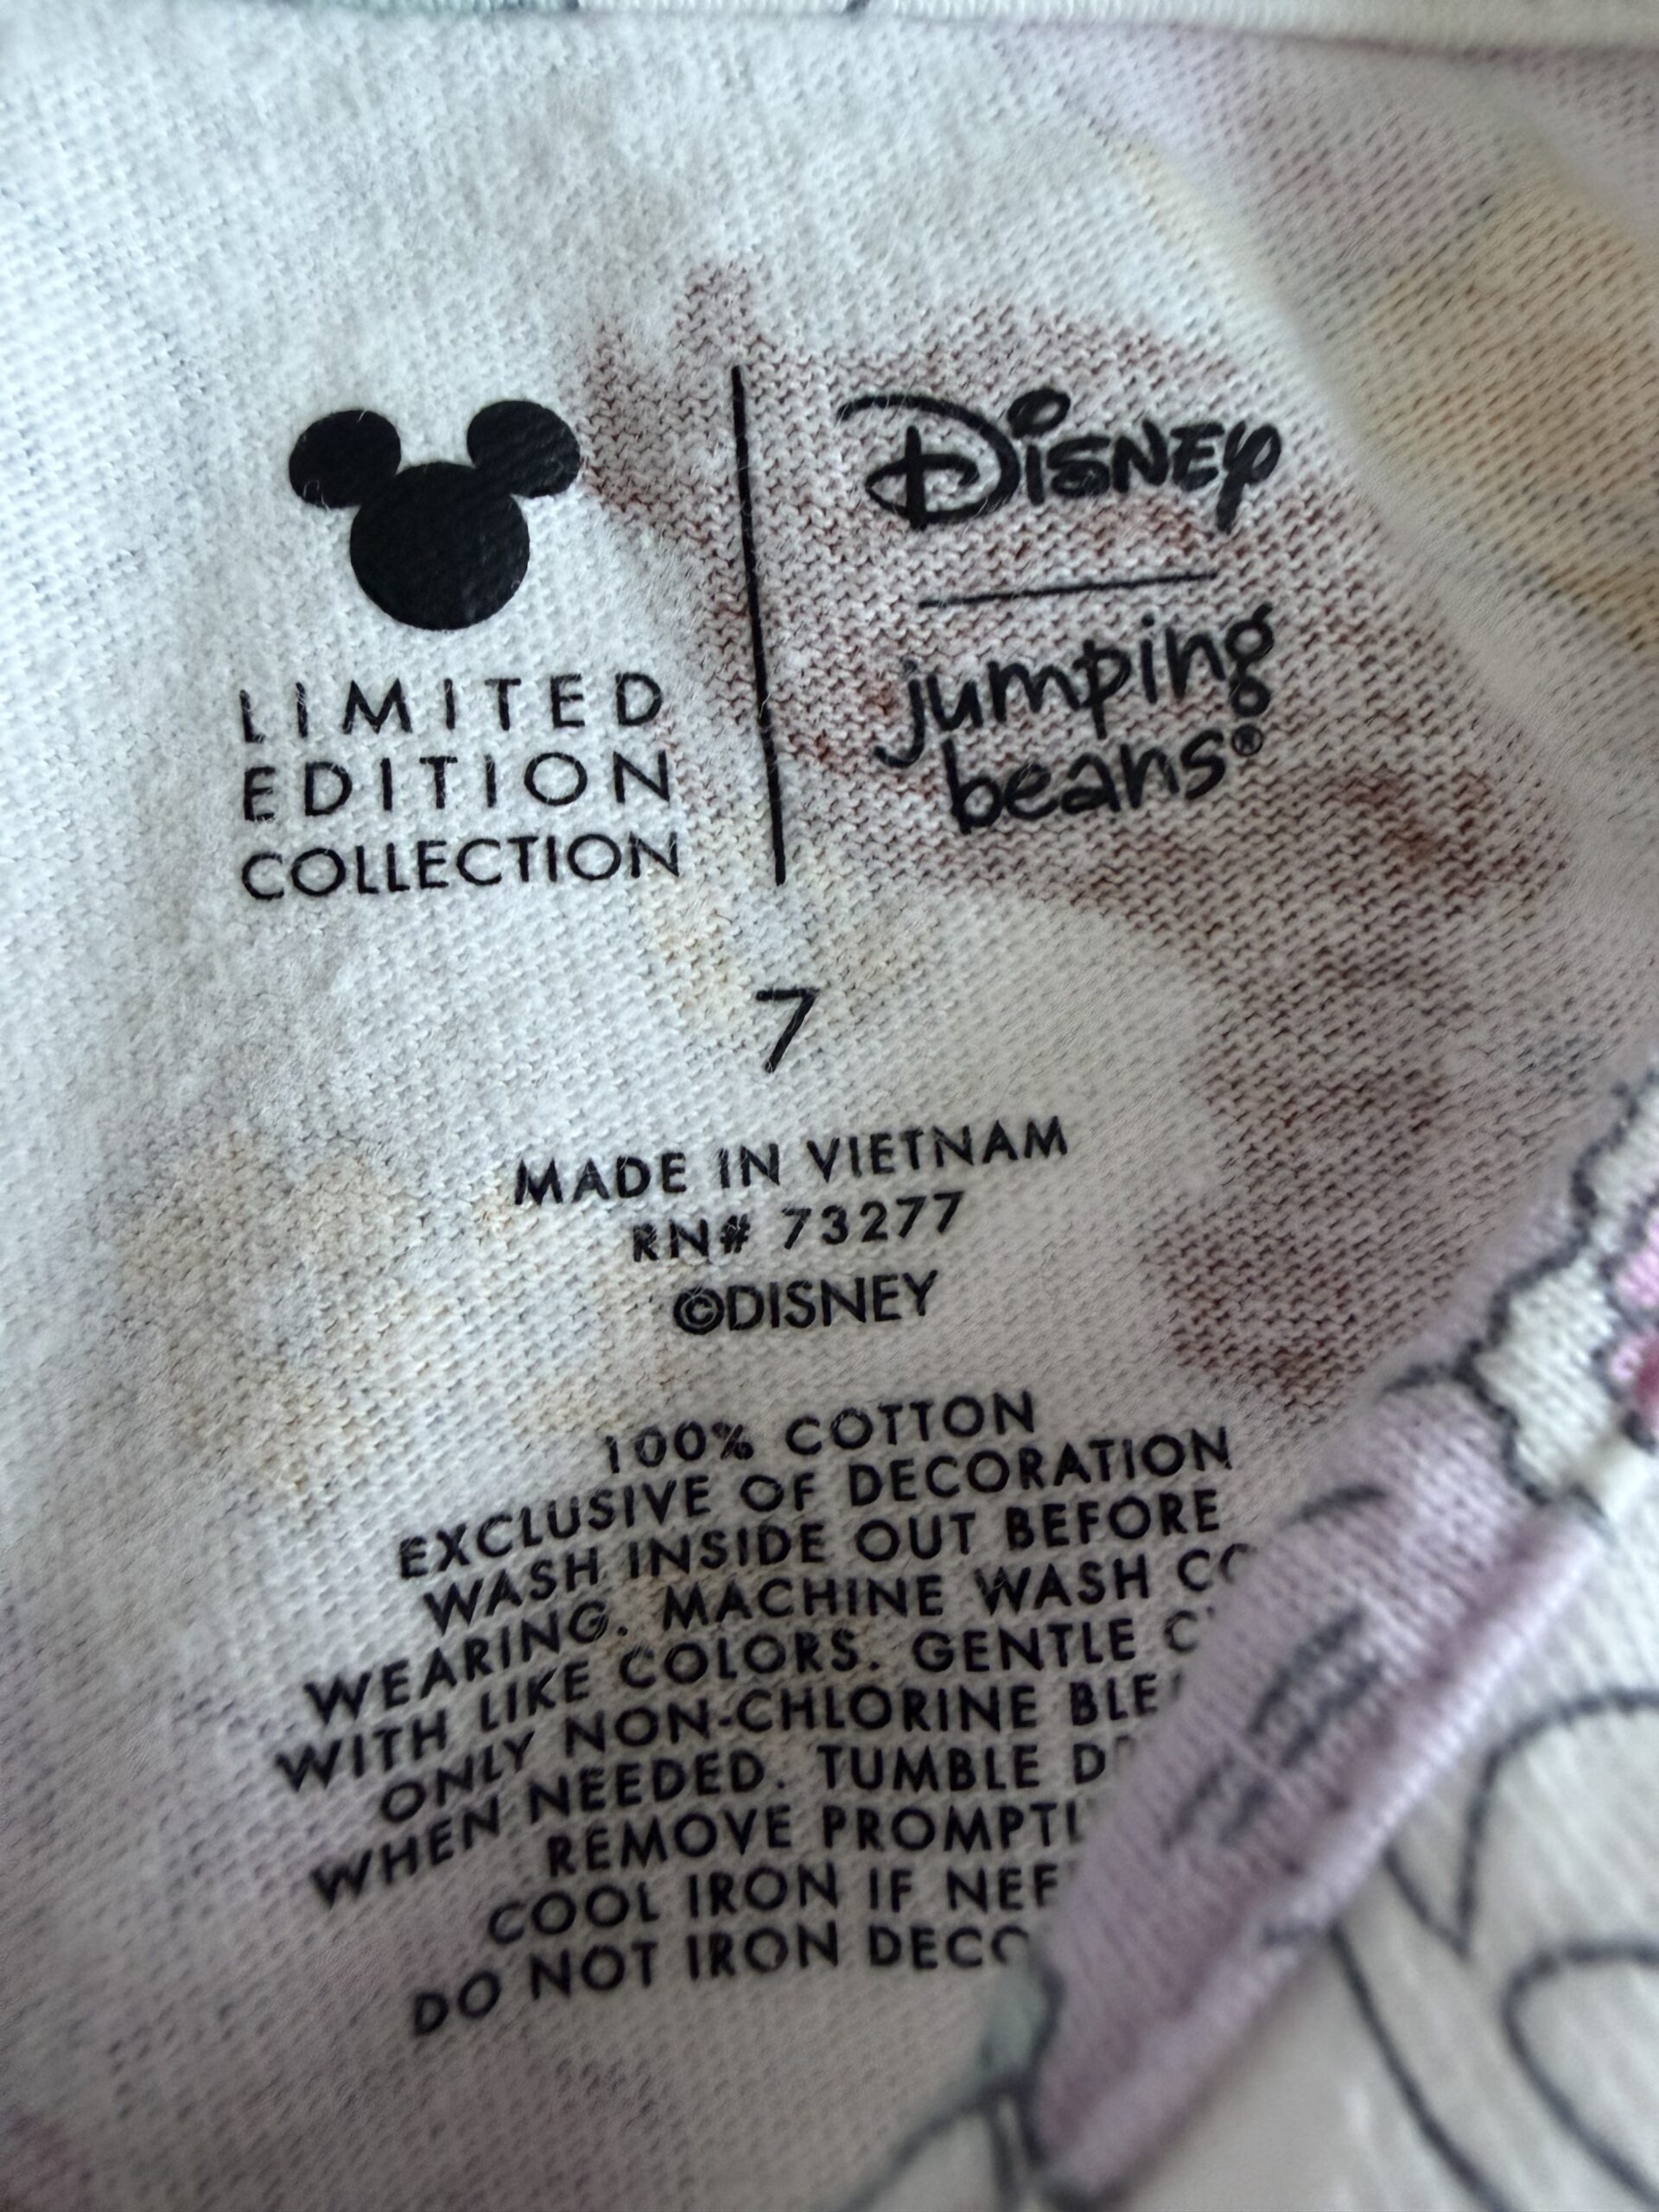 LIMITED
EDITION
COLLECTION
Disney
jumping
beans®
7
MADE IN VIETNAM
RN# 73277
©DISNEY
100% COTTON
EXCLUSIVE OF DECORATION
WASH INSIDE OUT BEFORE
WEARING. MACHINE WASH
WITH LIKE COLORS. GENTLE
ONLY NON-CHLORINE
WHEN NEEDED. TUMBLE
REMOVE
COOL IRON IF
DO NOT IRON